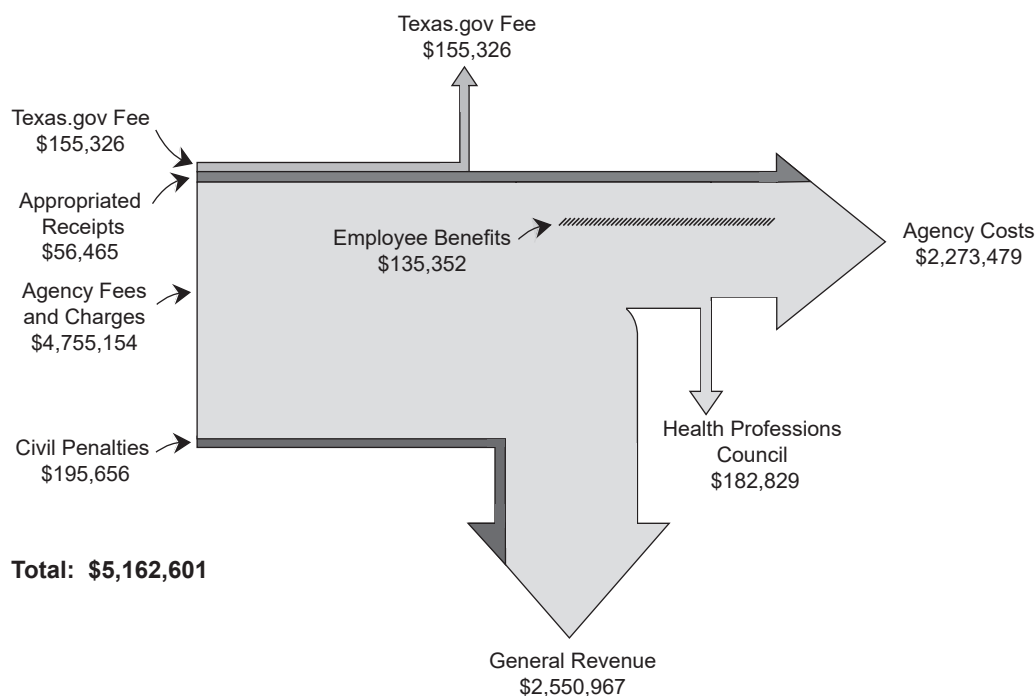 Texas.gov Fee
$155,326
Texas.gov Fee
$155,326
Appropriated
Receipts
$56,465
Agency Fees
and Charges
$4,755,154
Civil Penalties
$195,656
Employee Benefits
$135,352
Agency Costs
$2,273,479
Health Professions
Council
$182,829
Total: $5,162,601
General Revenue
$2,550,967